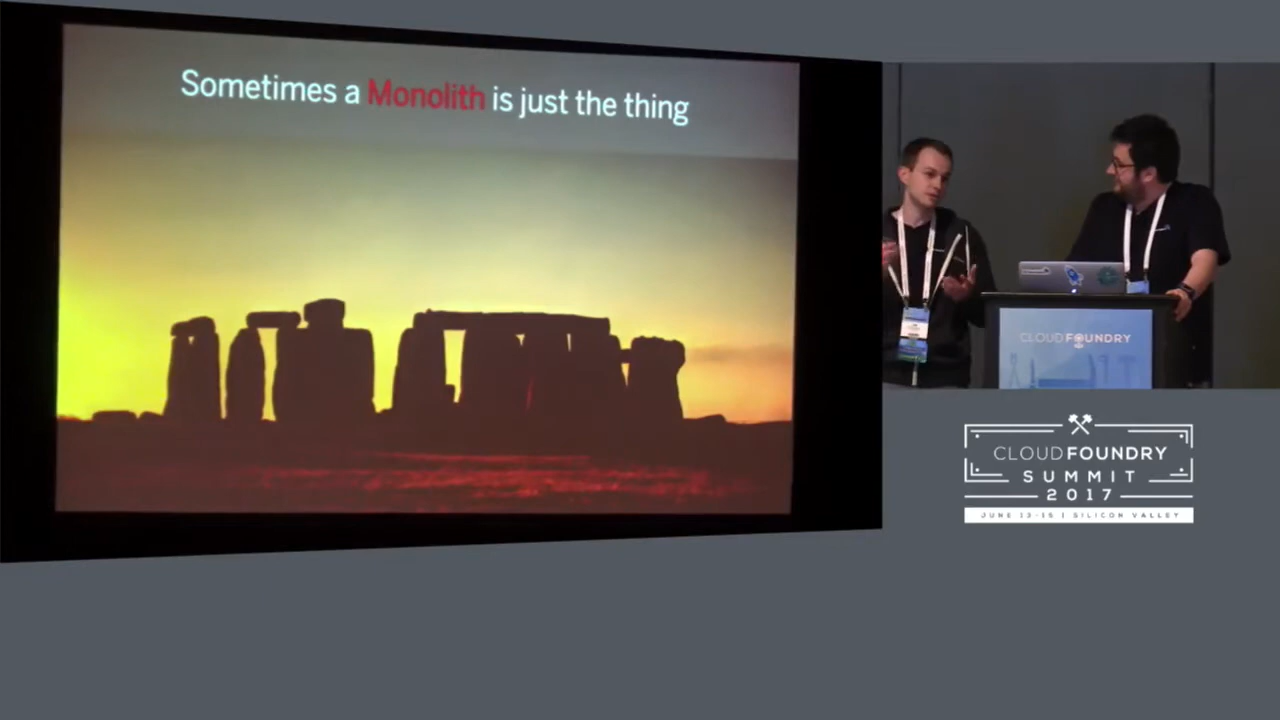 Sometimes a Monolith is just the thing
CLOUD FOUNDRY
CLOUD FOUNDRY
SUMMIT
2017
JUNE 13-15 | SILICON VALLEY